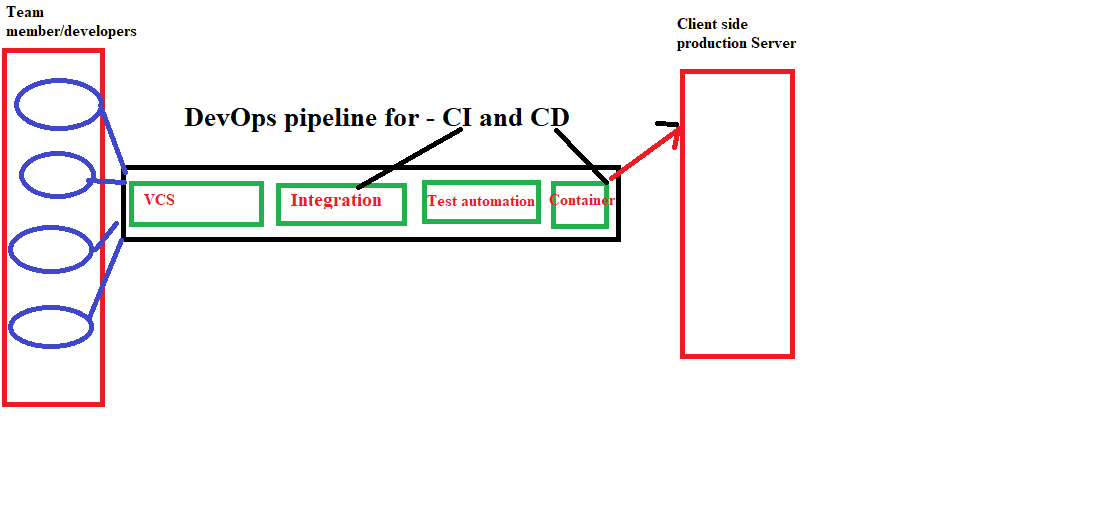 Team
member/developers
Client side
production Server
DevOps pipeline for - CI and CD
VCS
Integration
Test automation
Container